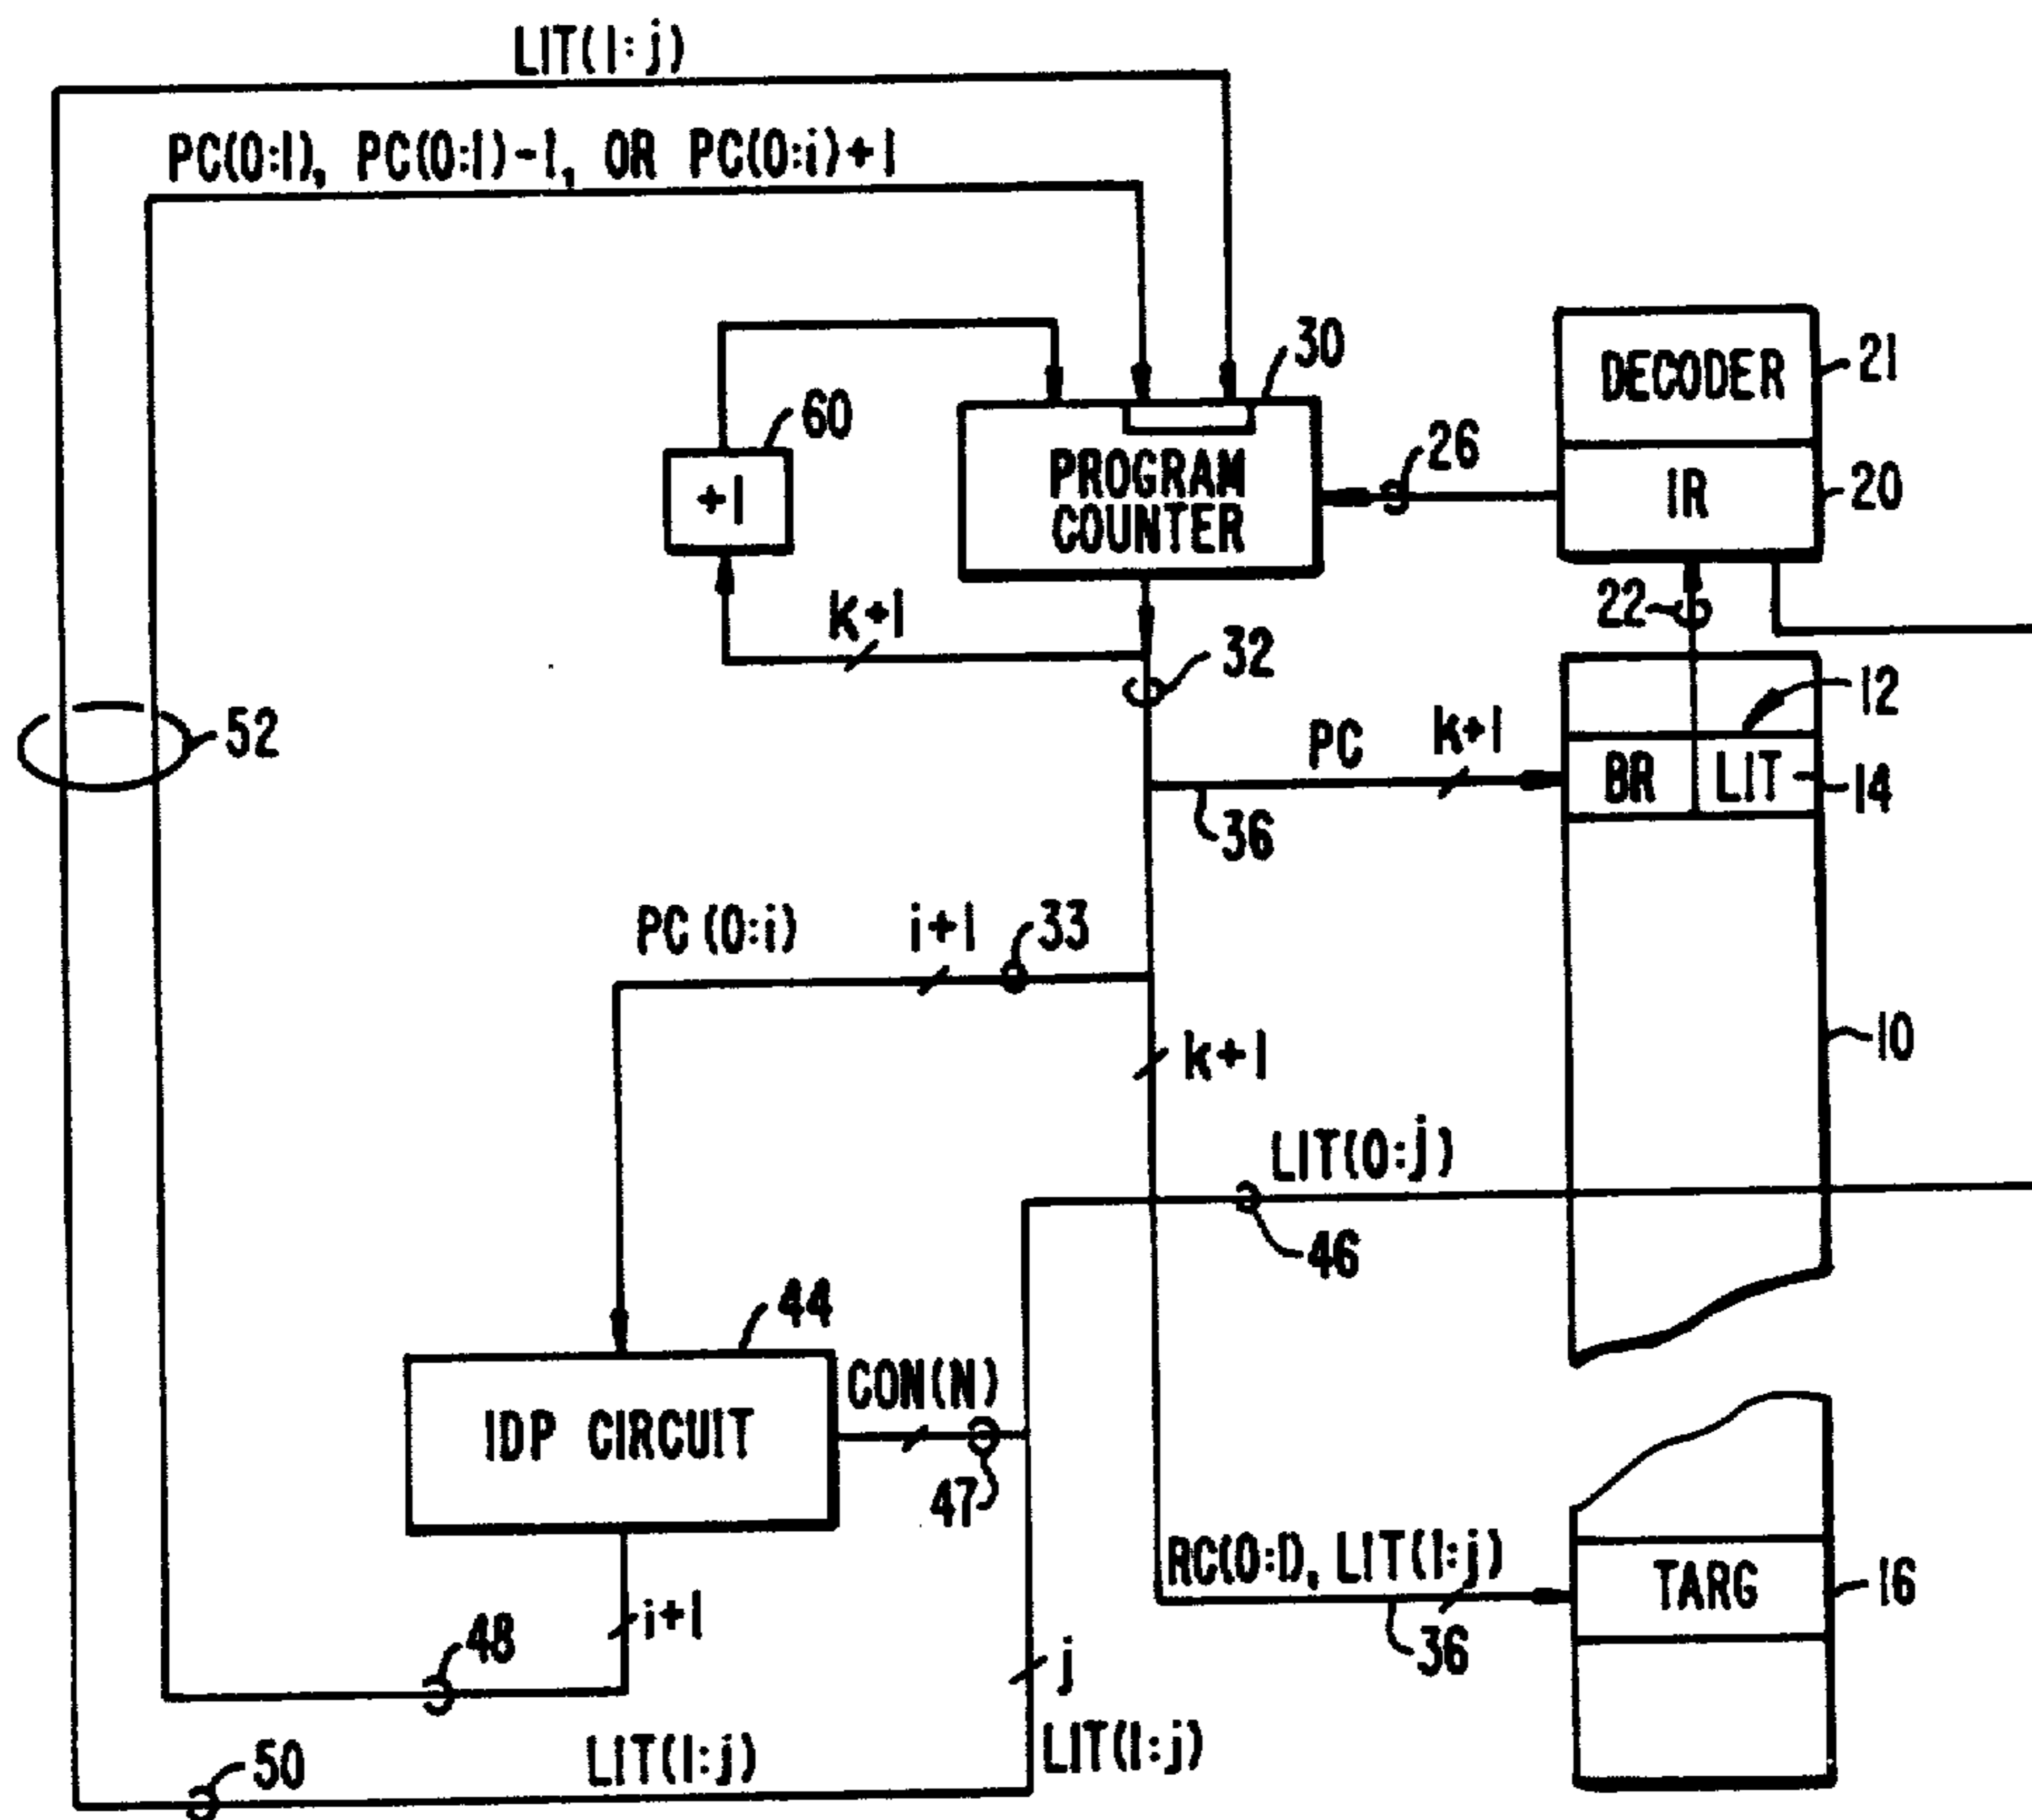 LIT(1:j)
PC(0:1), PC(0:1)-1, OR PC(0:i)+1
30
DECODER
21
60
26
+1
PROGRAM
COUNTER
IR
20
K+1
22
32
12
52
PC
k+1
BR
LIT
14
36
PC (0:i)
i+1
33
k+1
10
LIT(0:j)
46
44
CON(N)
IDP CIRCUIT
47
RC(0:1), LIT(1:j)
TARG
16
i+1
48
36
j
LIT(1:j)
LIT(1:j)
50